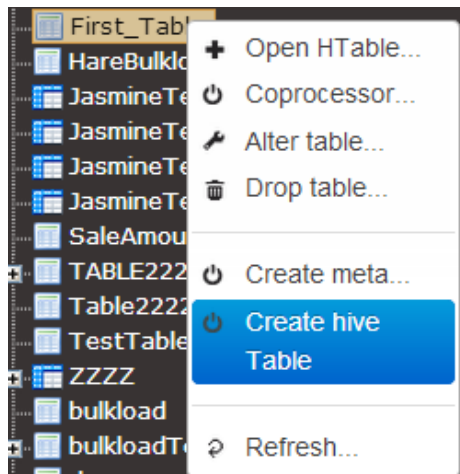 First_Tabl
HareBulklo
JasmineTe
JasmineTe
JasmineTe
JasmineTe
SaleAmou
TABLE222
Table2222
TestTable
ZZZZ
bulkload
bulkloadTe
Open HTable...
Coprocessor...
Alter table...
Drop table...
Create meta...
Create hive
Table
Refresh...